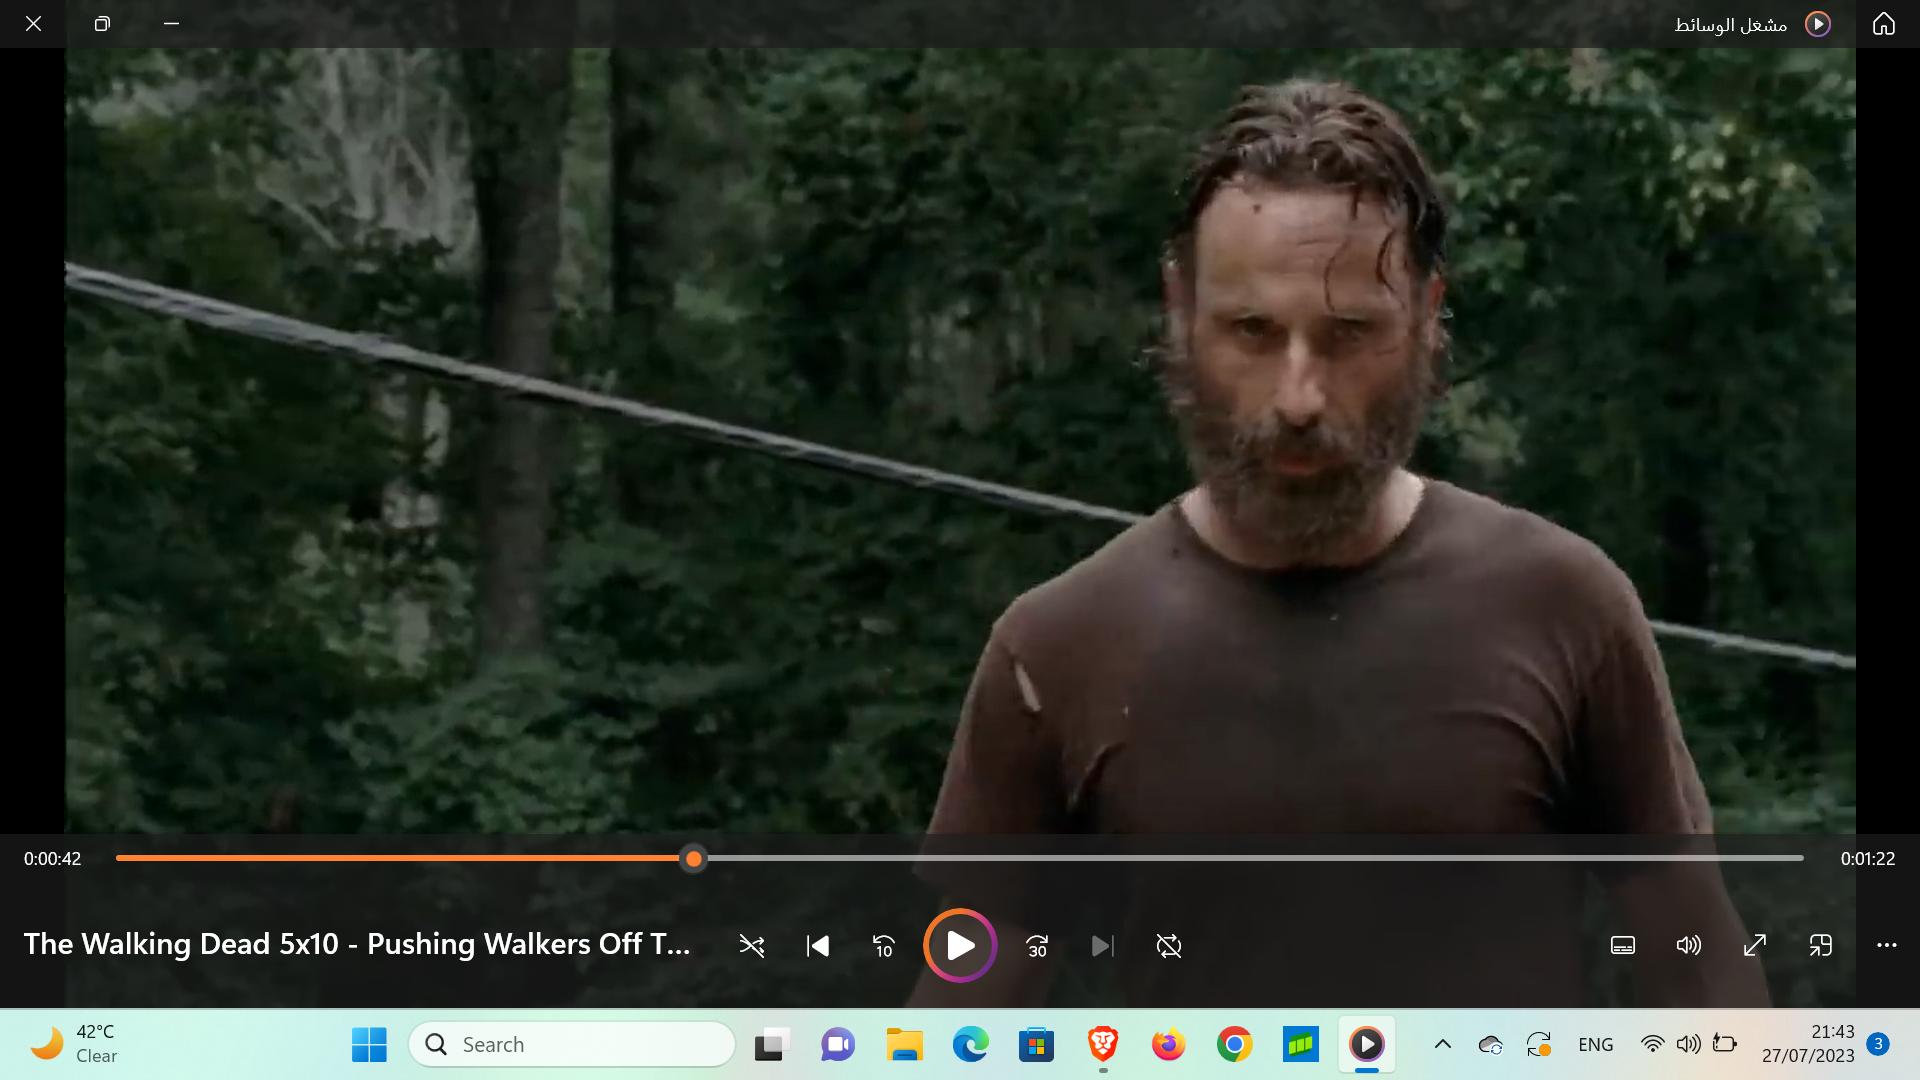 مشغل الوسائط
0:00:42
0:01:22
The Walking Dead 5x10 - Pushing Walkers Off T...
10
30
42°C
Clear
Search
ENG
21:43
27/07/2023
3